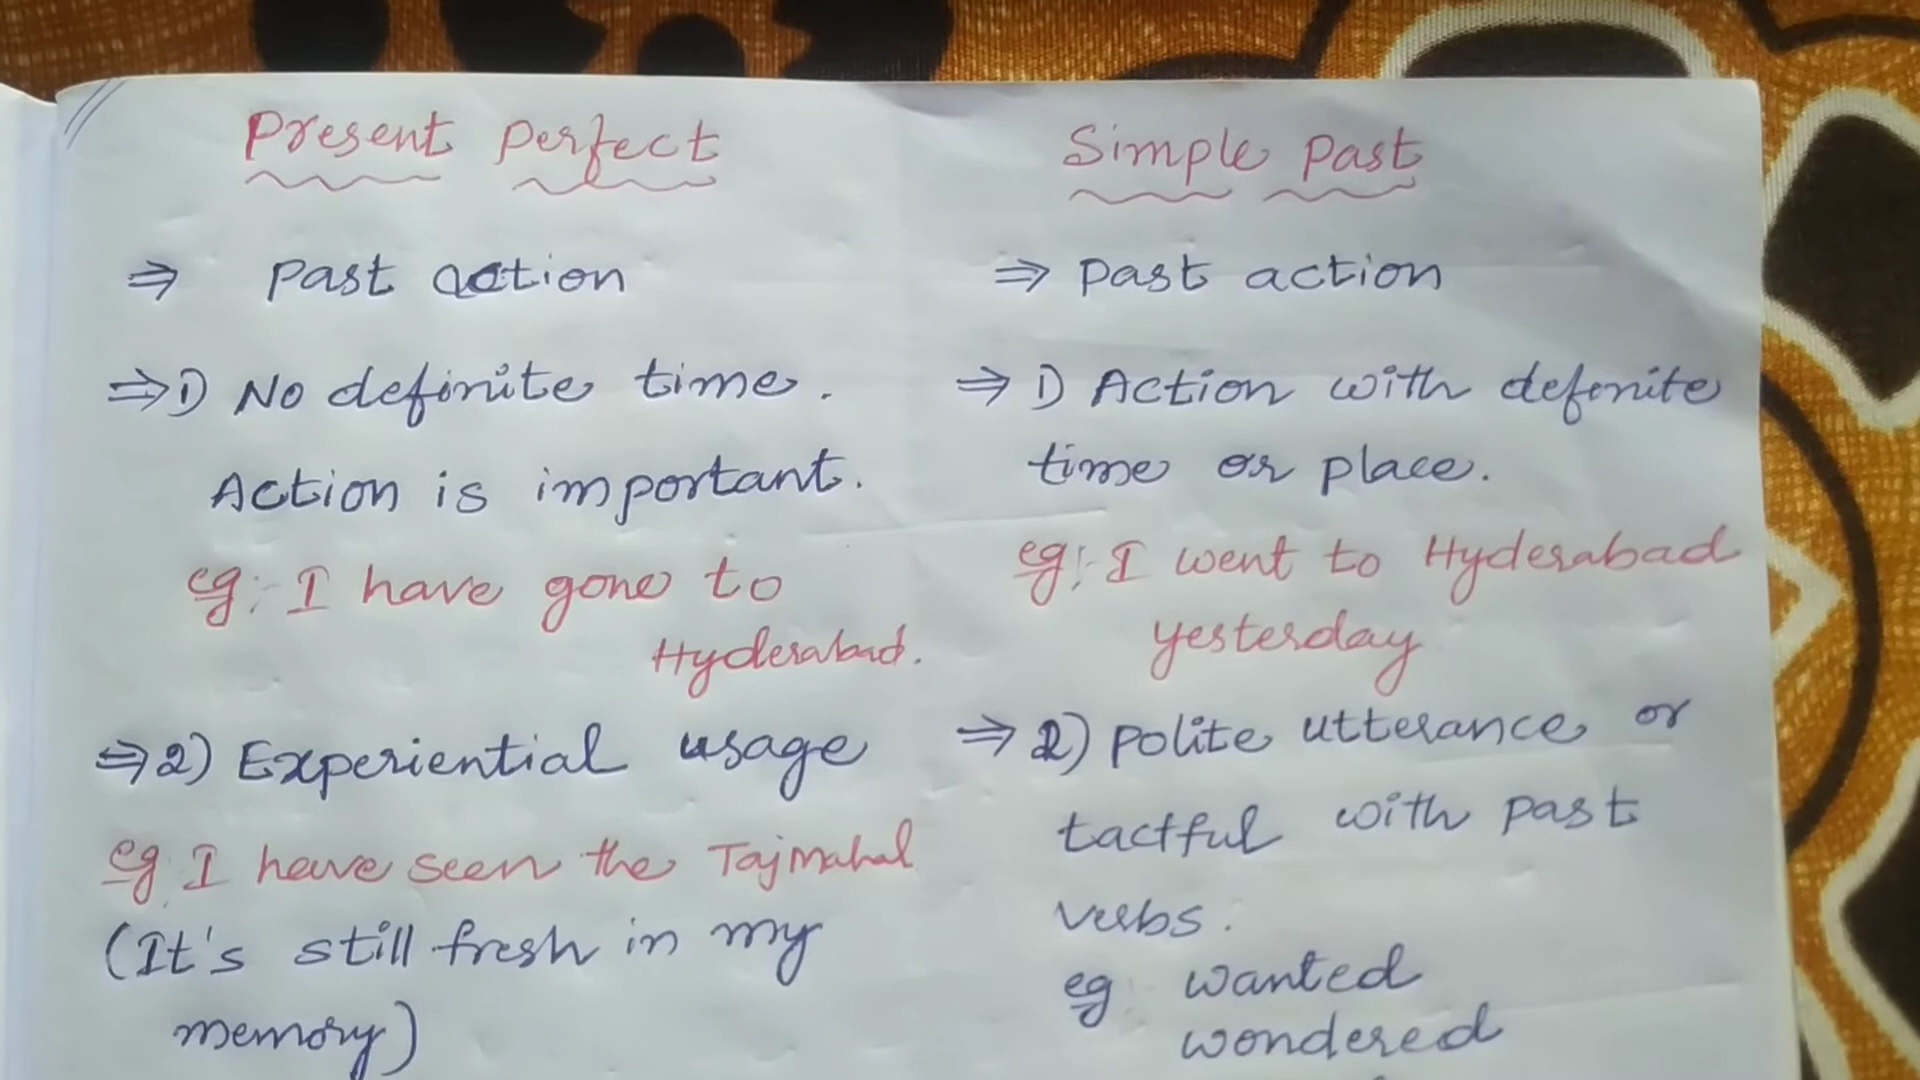 Present Perfect
⇒ Past action
⇒1) No definite time.
Action is important.
eg:- I have gone to
Hyderabad.
⇒2) Experiential usage
eg: I have seen the Tajmahal
(It's still fresh in my
memory)
Simple Past
⇒ Past action
⇒ 1) Action with defenite
time or place.
eg:- I went to Hyderabad
yesterday
⇒ 2) Polite utterance or
tactful with past
verbs.
eg wanted
wondered